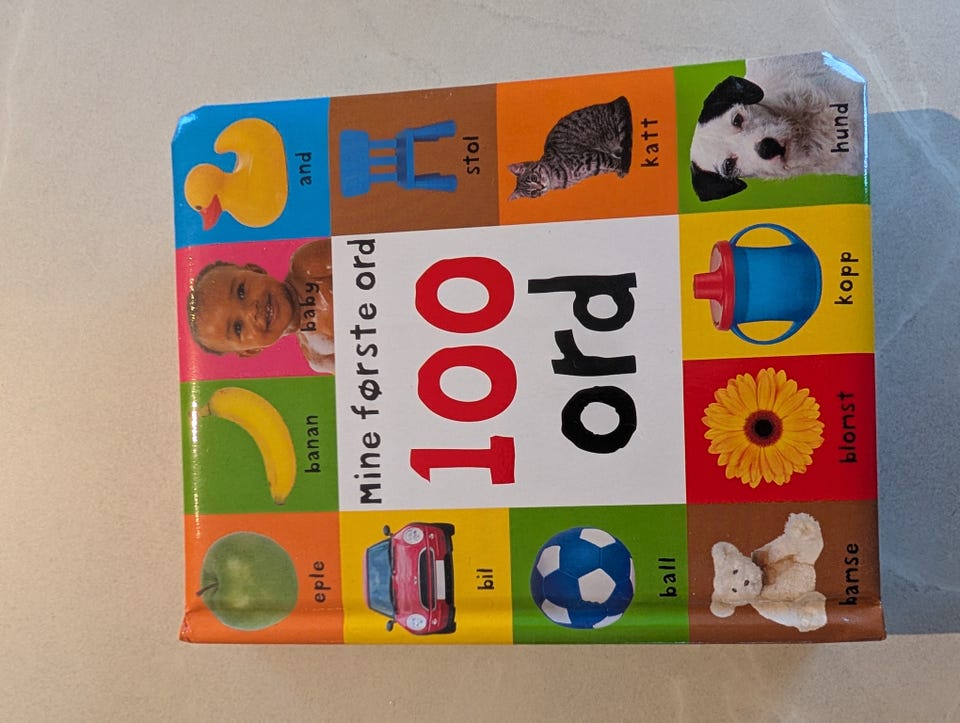 eple
banan
baby
and
Mine første ord
100
ord
bil
stol
ball
katt
bamse
blomst
kopp
hund